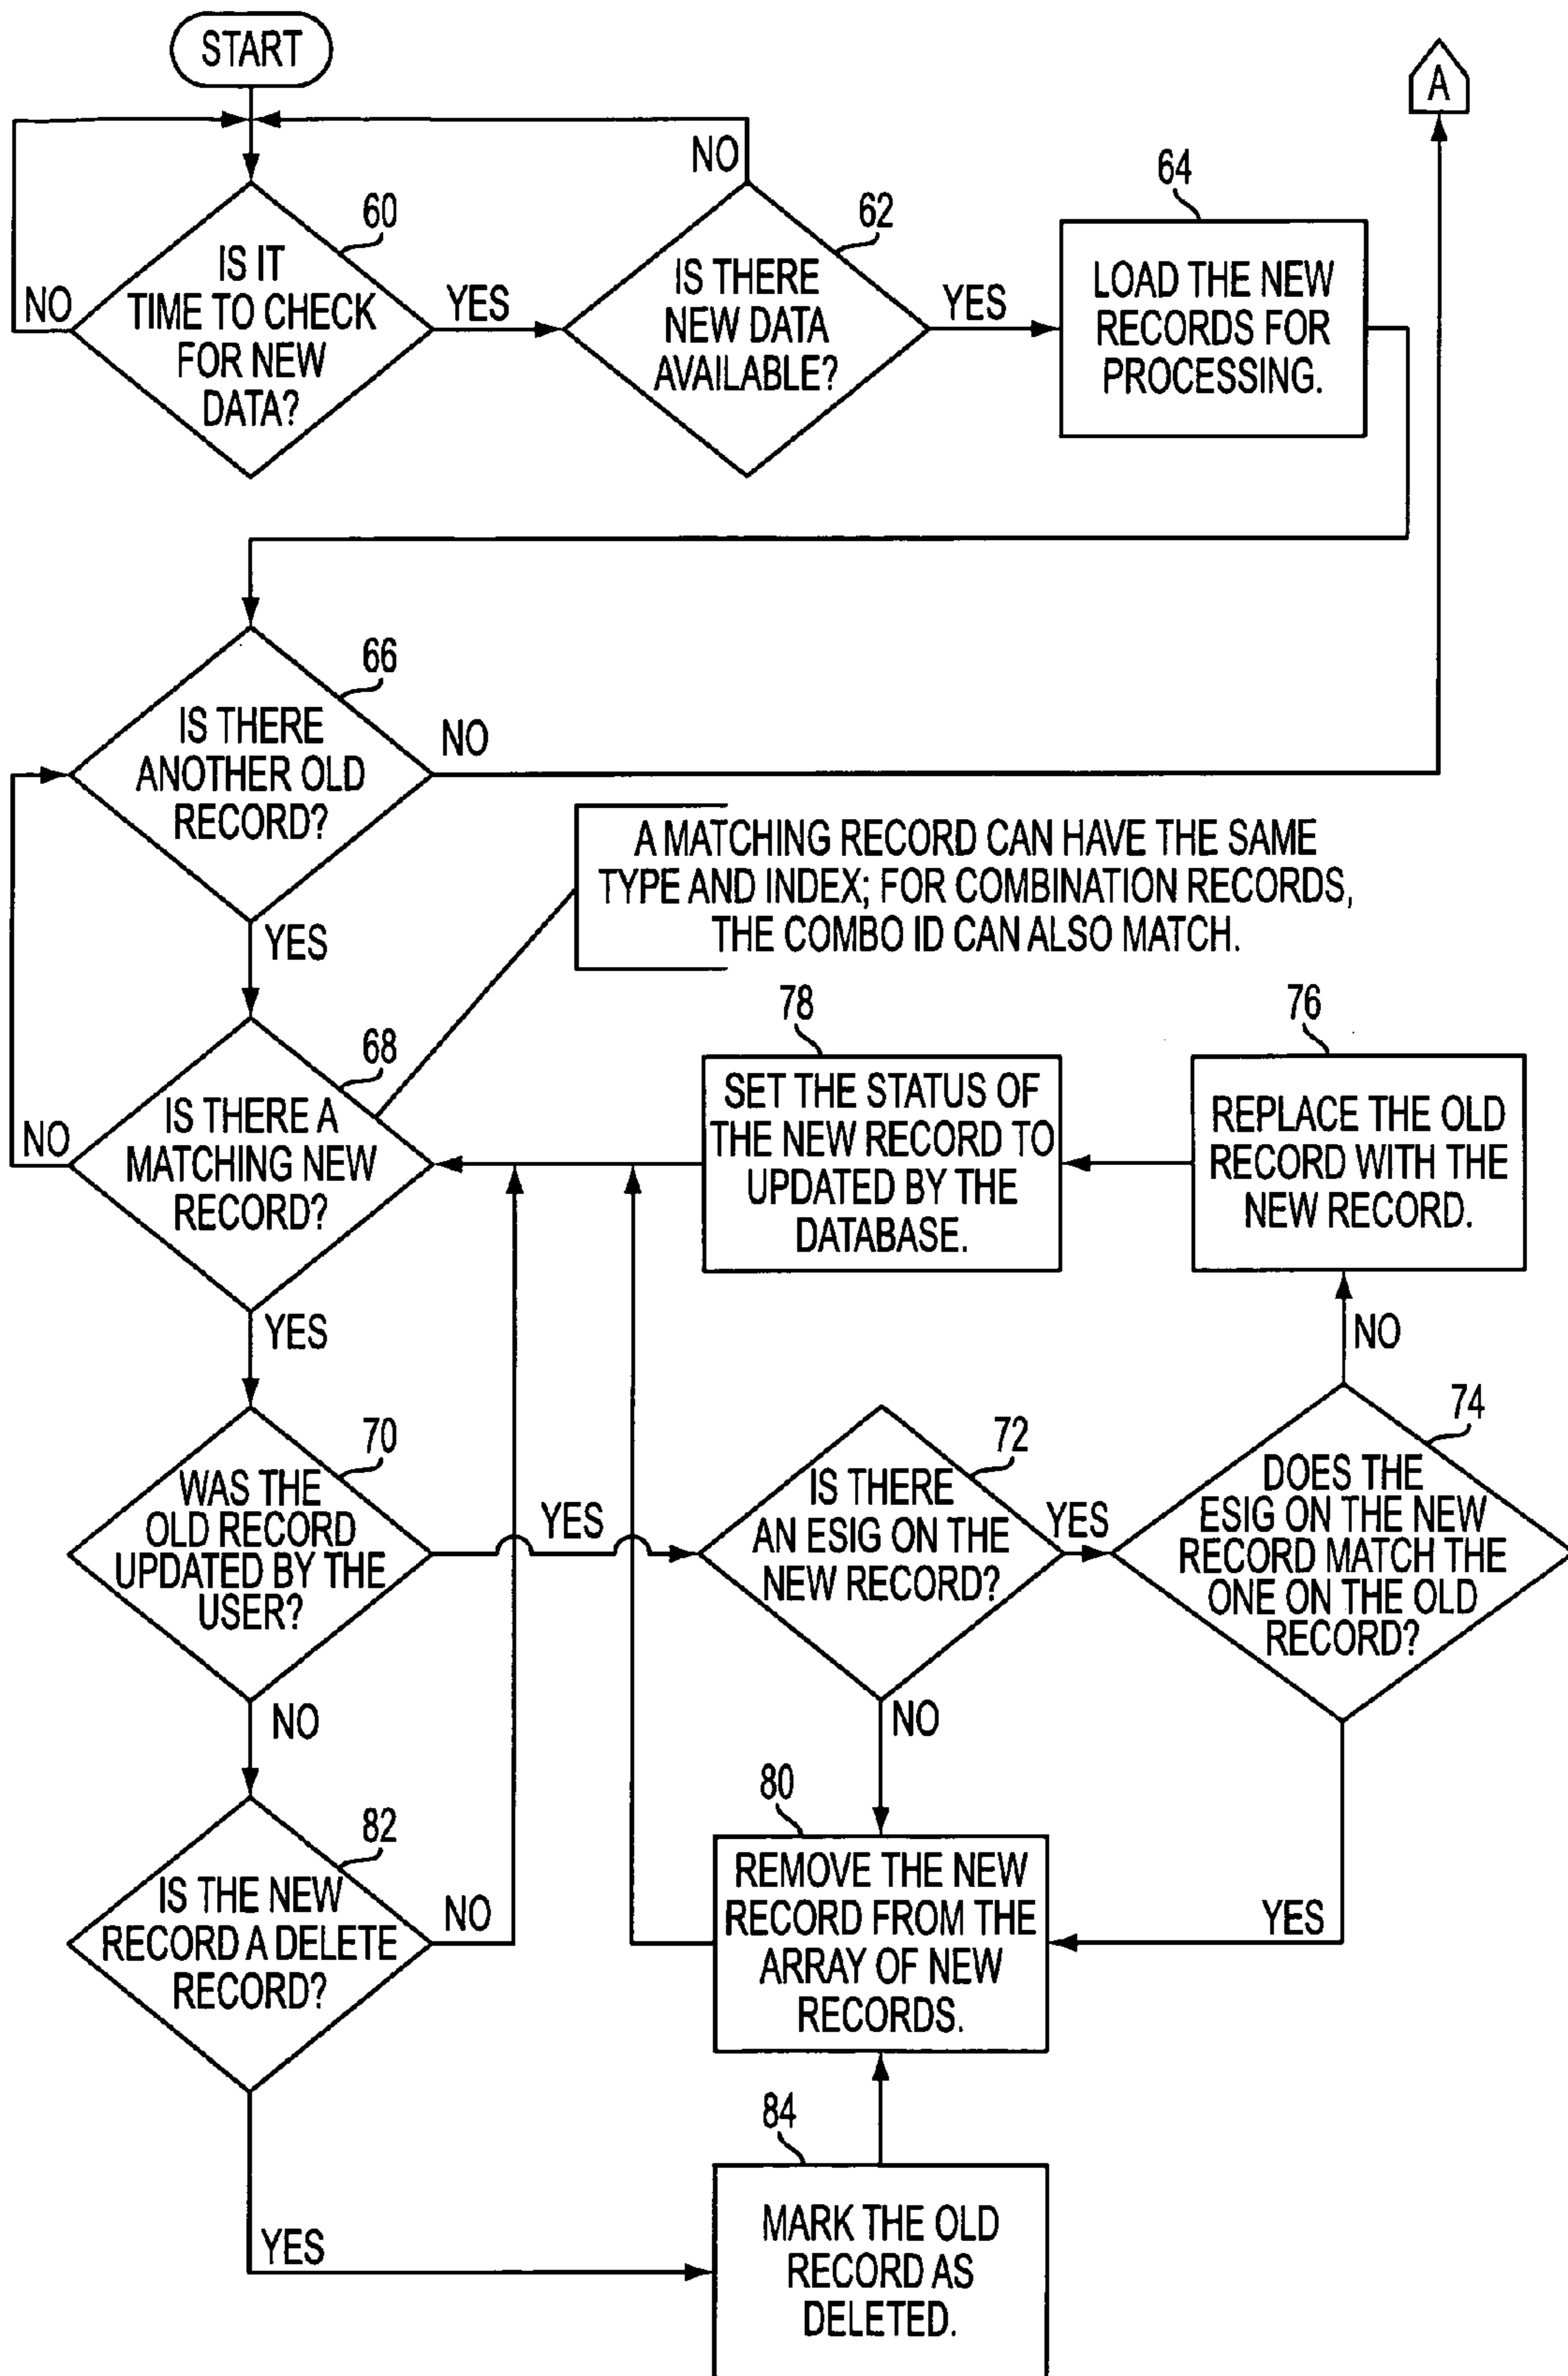 START
A
NO
60
62
64
IS IT
TIME TO CHECK
FOR NEW
DATA?
NO
YES
IS THERE
NEW DATA
AVAILABLE?
YES
LOAD THE NEW
RECORDS FOR
PROCESSING.
66
IS THERE
ANOTHER OLD
RECORD?
NO
YES
A MATCHING RECORD CAN HAVE THE SAME
TYPE AND INDEX; FOR COMBINATION RECORDS,
THE COMBO ID CAN ALSO MATCH.
68
IS THERE A
MATCHING NEW
RECORD?
NO
YES
78
SET THE STATUS OF
THE NEW RECORD TO
UPDATED BY THE
DATABASE.
76
REPLACE THE OLD
RECORD WITH THE
NEW RECORD.
NO
70
WAS THE
OLD RECORD
UPDATED BY THE
USER?
YES
NO
72
IS THERE
AN ESIG ON THE
NEW RECORD?
YES
NO
74
DOES THE
ESIG ON THE NEW
RECORD MATCH THE
ONE ON THE OLD
RECORD?
YES
82
IS THE NEW
RECORD A DELETE
RECORD?
NO
YES
80
REMOVE THE NEW
RECORD FROM THE
ARRAY OF NEW
RECORDS.
84
MARK THE OLD
RECORD AS
DELETED.